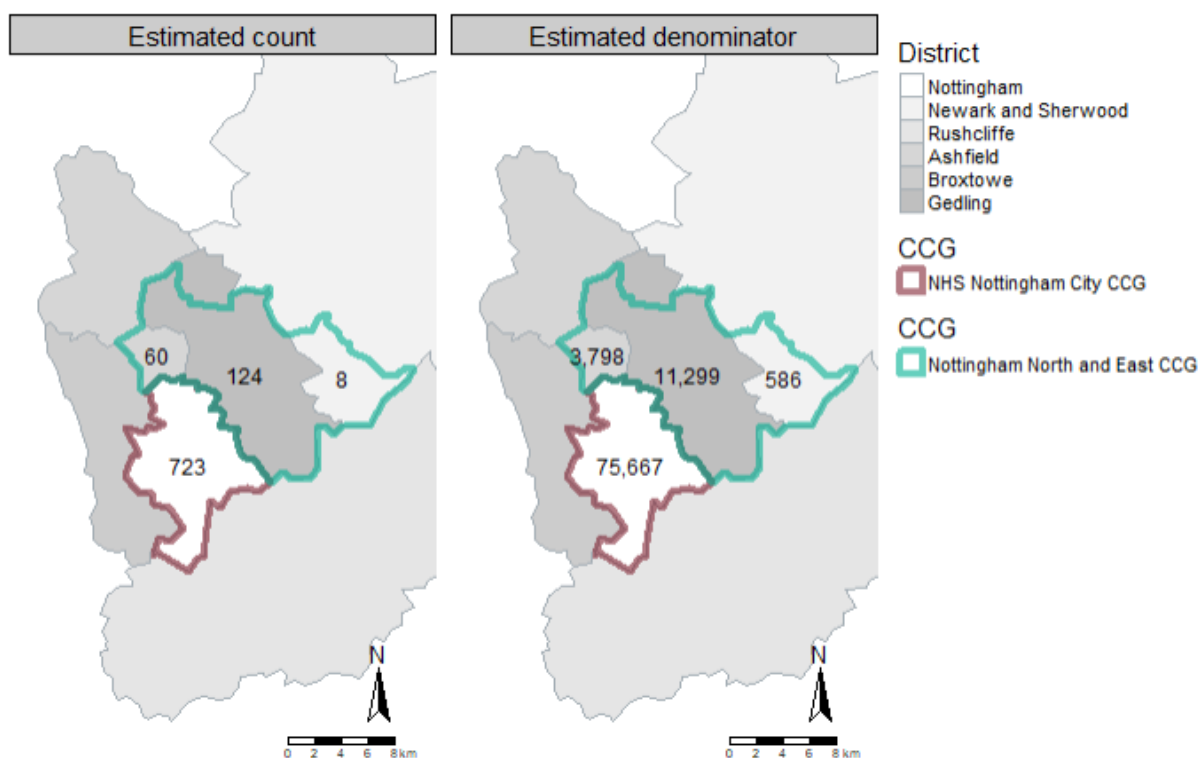 Estimated count
Estimated denominator
60
124
8
723
N
0 2 4 6 8 km
3,798
11,299
586
75,667
N
0 2 4 6 8 km
District
Nottingham
Newark and Sherwood
Rushcliffe
Ashfield
Broxtowe
Gedling
CCG
NHS Nottingham City CCG
CCG
Nottingham North and East CCG